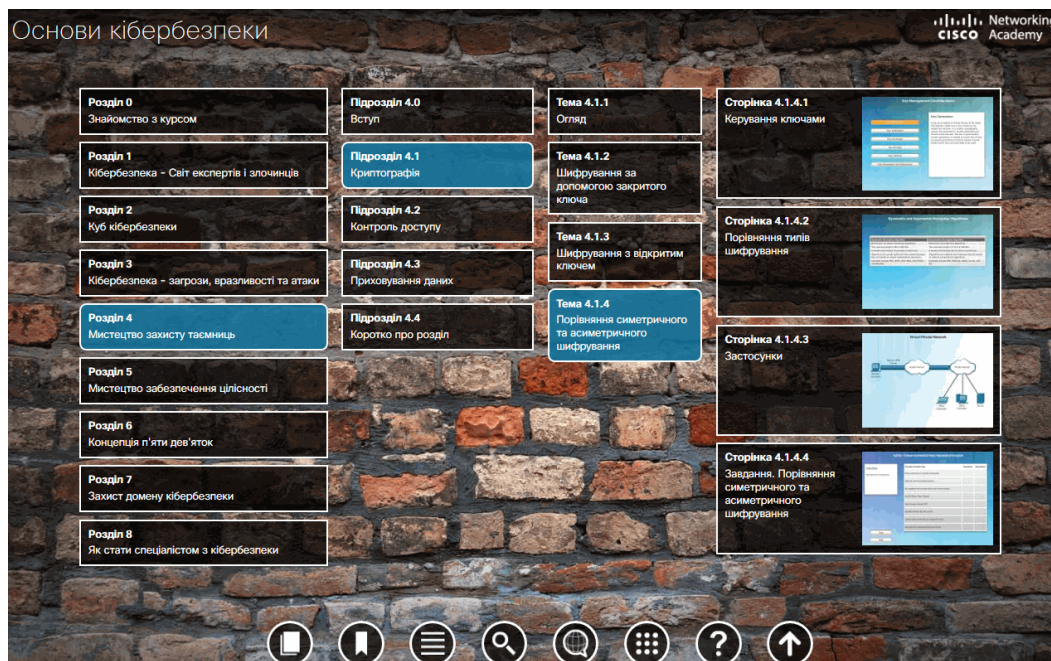 Основи кібербезпеки
Networking
CISCO Academy
Розділ 0
Знайомство з курсом
Розділ 1
Кібербезпека – Світ експертів і злочинців
Розділ 2
Куб кібербезпеки
Розділ 3
Кібербезпека – загрози, вразливості та атаки
Розділ 4
Мистецтво захисту таємниць
Розділ 5
Мистецтво забезпечення цілісності
Розділ 6
Концепція п'яти дев'яток
Розділ 7
Захист домену кібербезпеки
Розділ 8
Як стати спеціалістом з кібербезпеки
Підрозділ 4.0
Вступ
Підрозділ 4.1
Криптографія
Підрозділ 4.2
Контроль доступу
Підрозділ 4.3
Приховування даних
Підрозділ 4.4
Коротко про розділ
Тема 4.1.1
Огляд
Тема 4.1.2
Шифрування за
допомогою закритого
ключа
Тема 4.1.3
Шифрування з відкритим
ключем
Тема 4.1.4
Порівняння симетричного
та асиметричного
шифрування
Сторінка 4.1.4.1
Керування ключами
Сторінка 4.1.4.2
Порівняння типів
шифрування
Сторінка 4.1.4.3
Застосунки
Сторінка 4.1.4.4
Завдання. Порівняння
симетричного та
асиметричного
шифрування
?